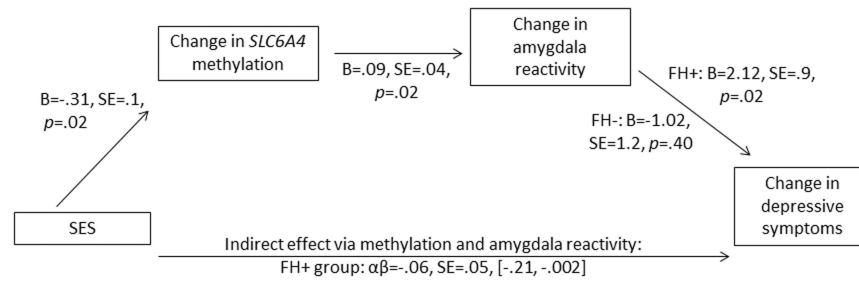 Change in SLC6A4
methylation
B=.09, SE=.04,
p=.02
Change in
amygdala
reactivity
FH+: B=2.12, SE=.9,
p=.02
B=-.31, SE=.1,
p=.02
FH-: B=-1.02,
SE=1.2, p=.40
Change in
depressive
symptoms
SES
Indirect effect via methylation and amygdala reactivity:
FH+ group: αβ=-.06, SE=.05, [-.21, -.002]